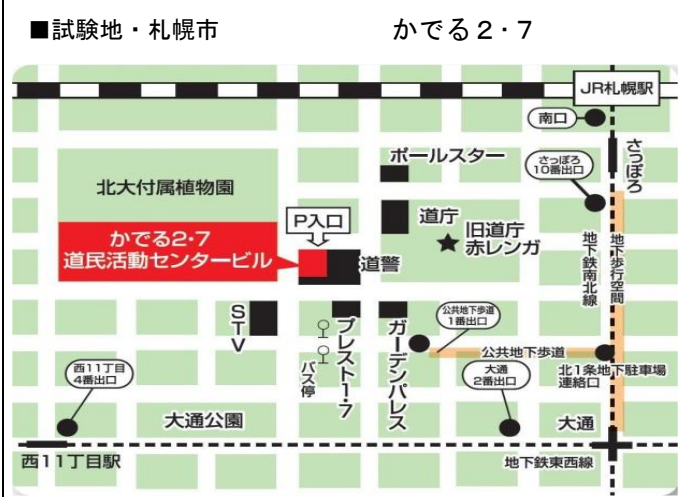 ■試験地・札幌市 かでる2・7
JR札幌駅
南口
さっぽろ
ポールスター
さっぽろ
10番出口
北大付属植物園
P入口
道庁
旧道庁
赤レンガ
かでる2・7
道民活動センタービル
道警
地下鉄南北線
地下歩行空間
STV
バス停
プレスト1・7
ガーデンパレス
公共地下歩道
1番出口
公共地下歩道
北1条地下駐車場
連絡口
西11丁目
4番出口
大通
2番出口
大通公園
大通
西11丁目駅
地下鉄東西線